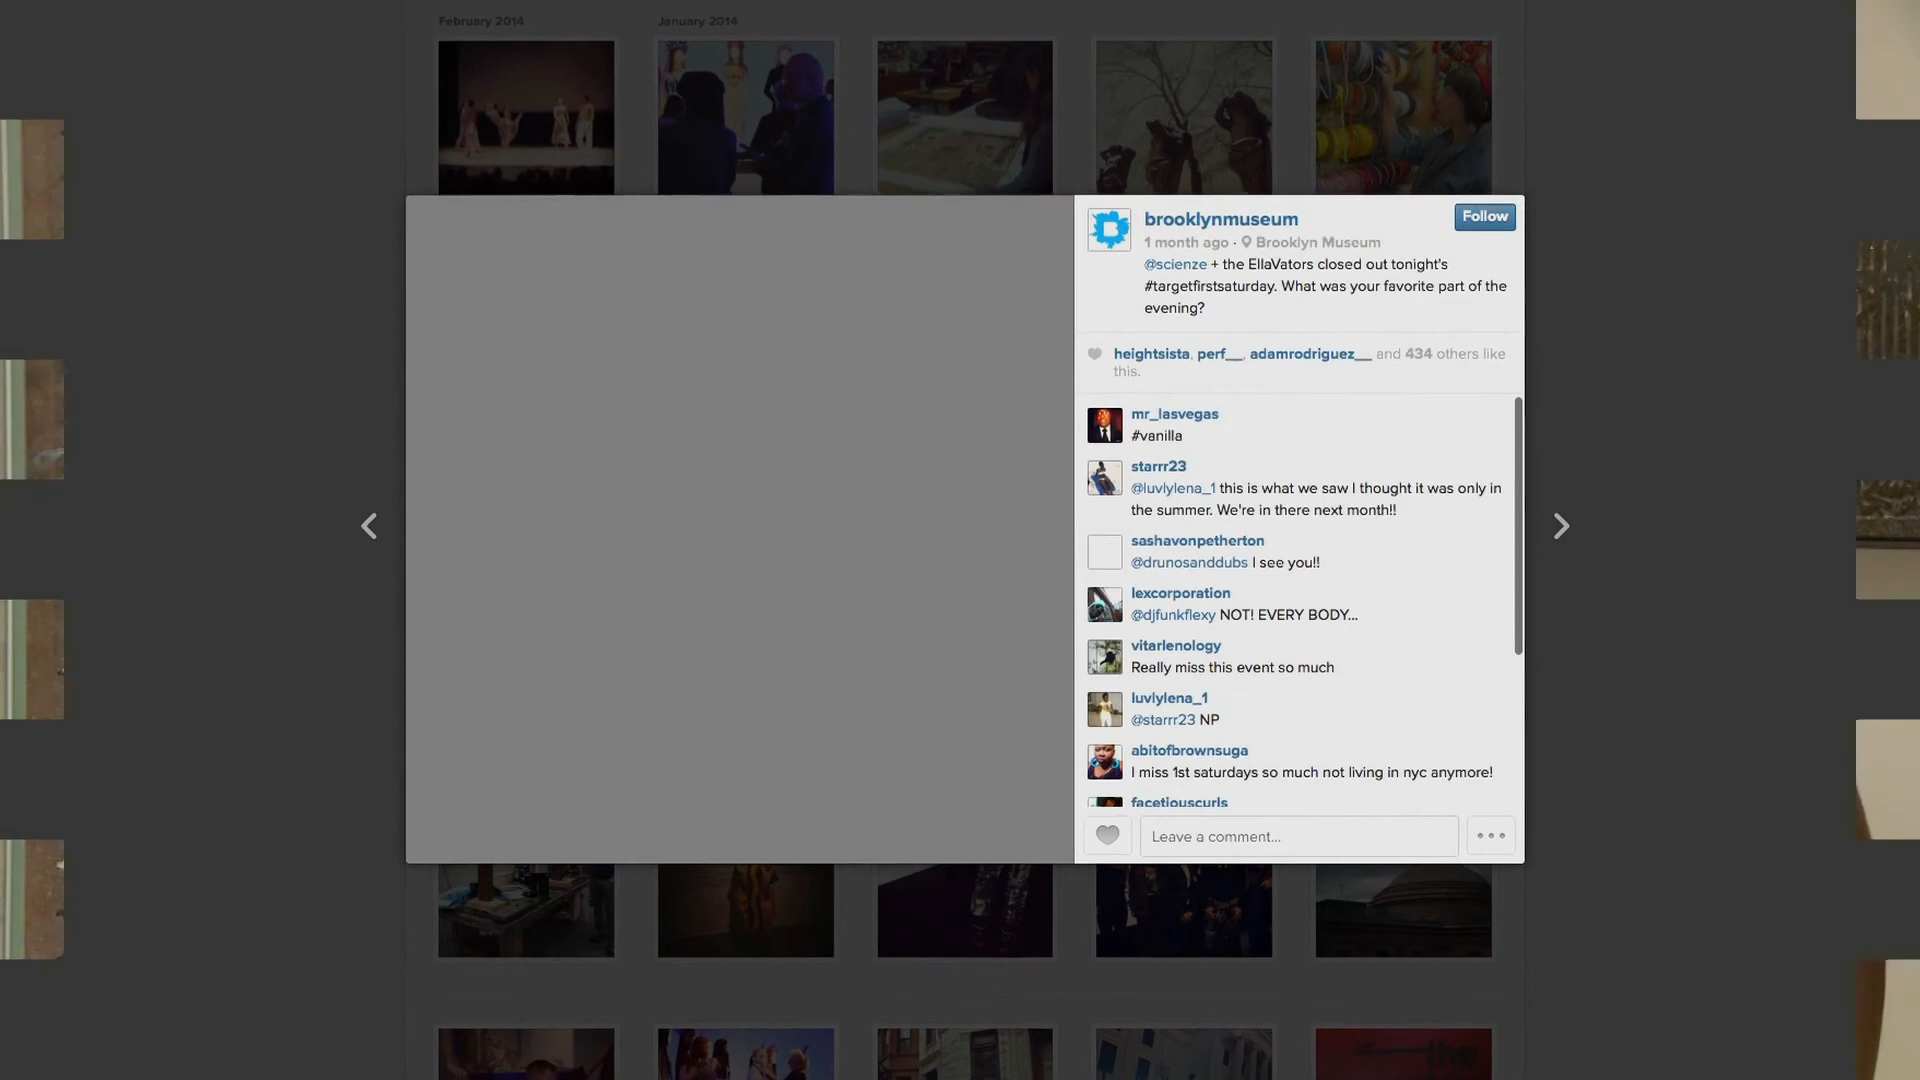 February 2014
January 2014
brooklynmuseum
Follow
1 month ago · Brooklyn Museum
@scienze + the EllaVators closed out tonight's
#targetfirstsaturday. What was your favorite part of the
evening?
heightsista, perf__, adamrodriguez__ and 434 others like
this.
mr_lasvegas
#vanilla
starrr23
@luvlylena_1 this is what we saw I thought it was only in
the summer. We're in there next month!!
sashavonpetherton
@drunosanddubs I see you!!
lexcorporation
@djfunkflexy NOT! EVERY BODY...
vitarlenology
Really miss this event so much
luvlylena_1
@starrr23 NP
abitofbrownsuga
I miss 1st saturdays so much not living in nyc anymore!
facetiouscurls
Leave a comment...
the